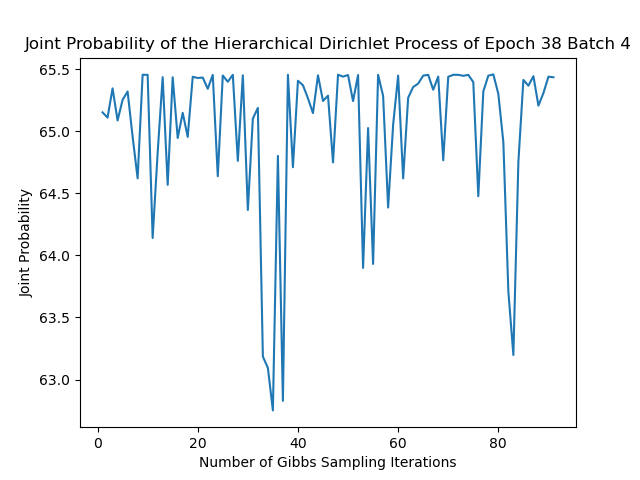 Joint Probability of the Hierarchical Dirichlet Process of Epoch 38 Batch 4
65.5
65.0
64.5
64.0
63.5
63.0
Joint Probability
0 20 40 60 80
Number of Gibbs Sampling Iterations